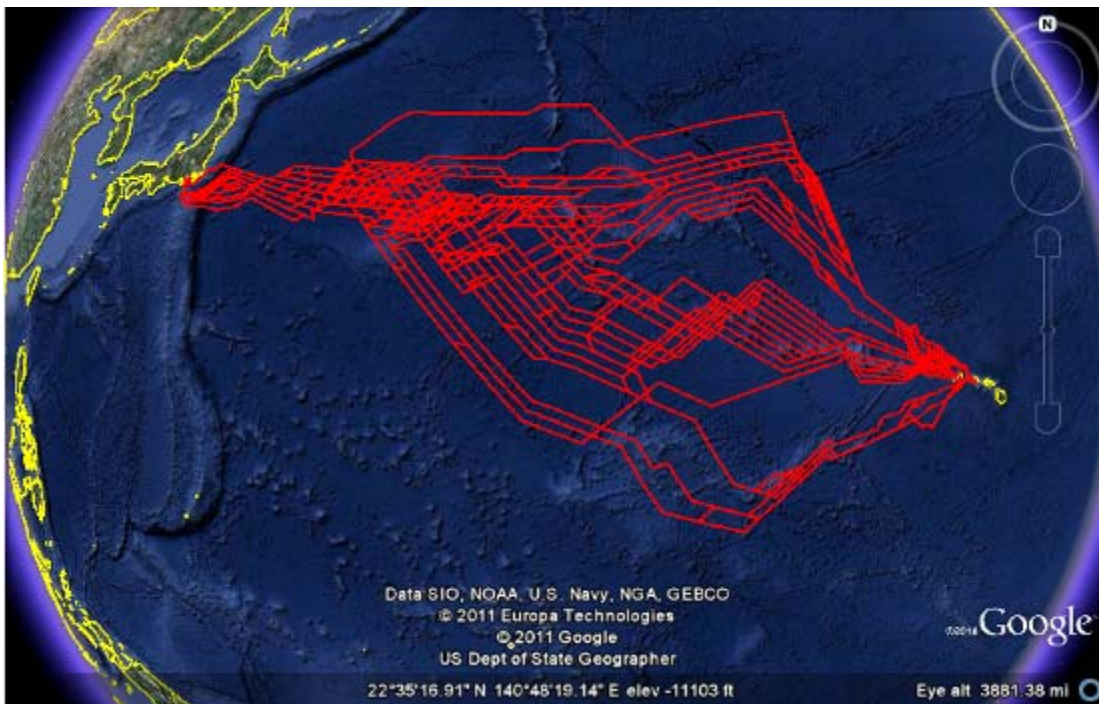 N
Data SIO, NOAA, U.S. Navy, NGA, GEBCO
© 2011 Europa Technologies
© 2011 Google
US Dept of State Geographer
©2010 Google
22°35'16.91" N 140°48'19.14" E elev -11103 ft Eye alt 3881.38 mi